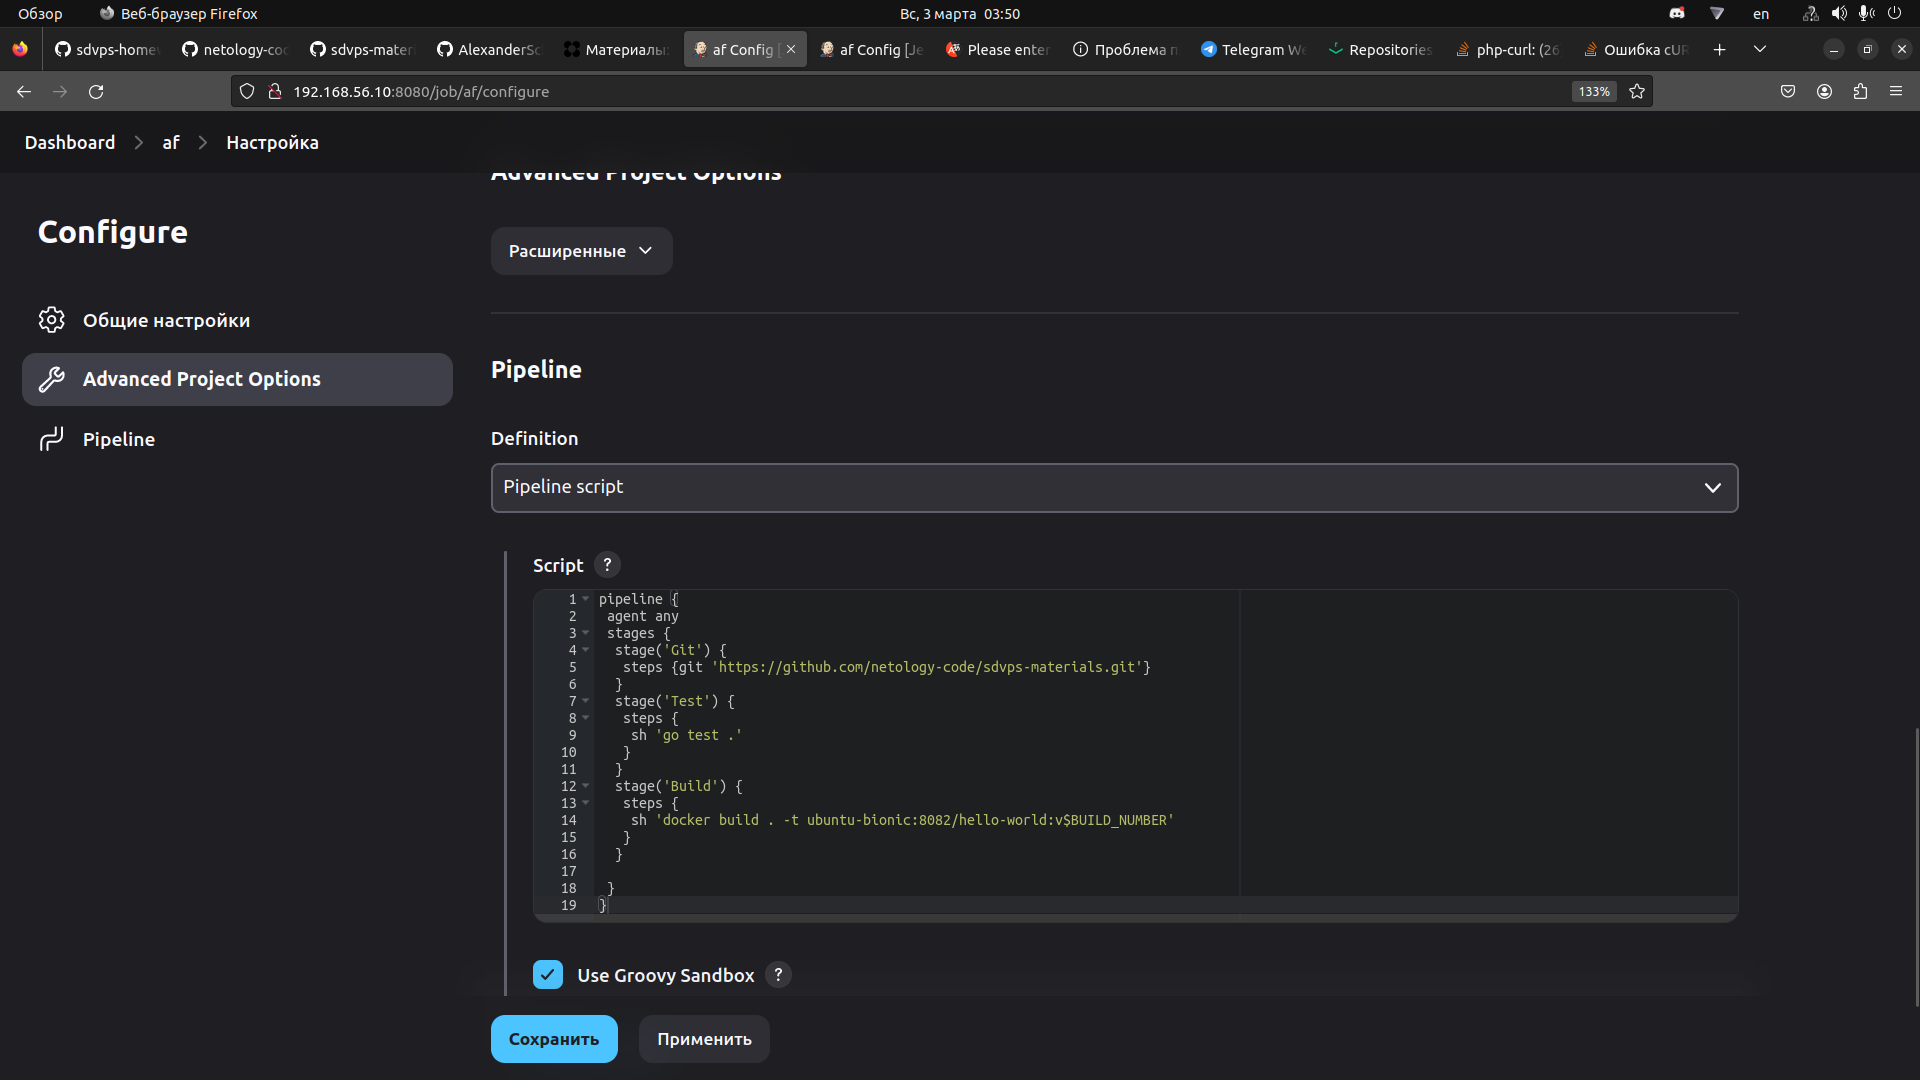 Обзор
Веб-браузер Firefox
Вс, 3 марта 03:50
en
sdvps-home
netology-co
sdvps-mater
AlexanderSc
Материалы
af Config [
af Config [Je
Please enter
Проблема п
Telegram We
Repositories
php-curl: (26
Ошибка cUR
192.168.56.10:8080/job/af/configure
133%
Dashboard
af
Настройка
Advanced Project Options
Configure
Расширенные
Общие настройки
Advanced Project Options
Pipeline
Pipeline
Definition
Pipeline script
Script ?
1 pipeline {
2 agent any
3 stages {
4 stage('Git') {
5 steps {git 'https://github.com/netology-code/sdvps-materials.git'}
6 }
7 stage('Test') {
8 steps {
9 sh 'go test .'
10 }
11 }
12 stage('Build') {
13 steps {
14 sh 'docker build . -t ubuntu-bionic:8082/hello-world:v$BUILD_NUMBER'
15 }
16 }
17
18 }
19 }
Use Groovy Sandbox ?
Сохранить
Применить